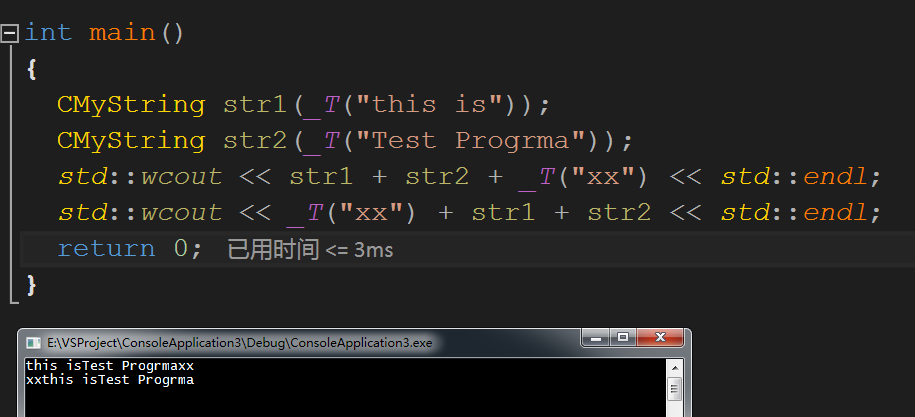 int main()
{
CMyString str1(_T("this is"));
CMyString str2(_T("Test Progrma"));
std::wcout << str1 + str2 + _T("xx") << std::endl;
std::wcout << _T("xx") + str1 + str2 << std::endl;
return 0; 已用时间 <= 3ms
}
E:\VSProject\ConsoleApplication3\Debug\ConsoleApplication3.exe
this isTest Progrmaxx
xxthis isTest Progrma